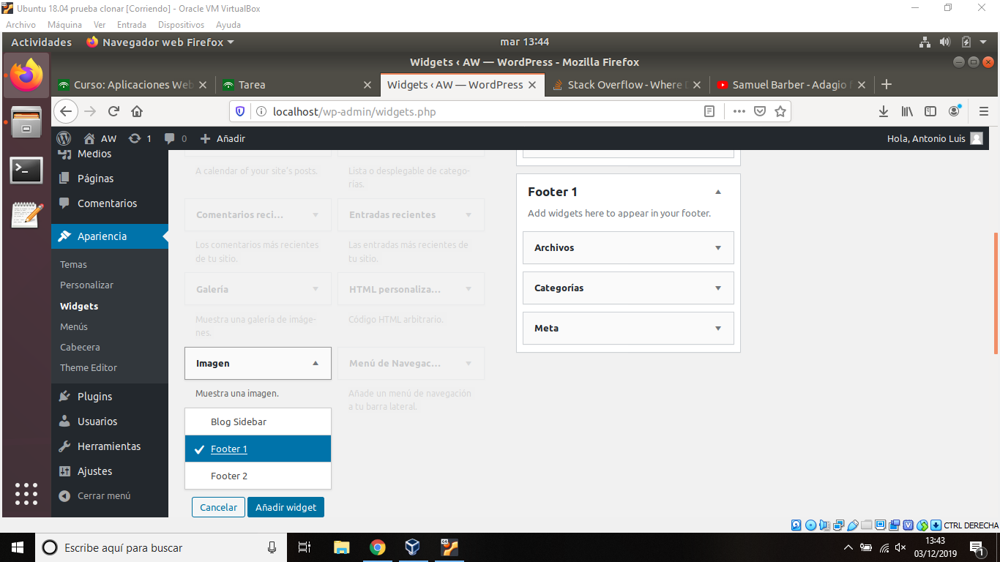 Ubuntu 18.04 prueba clonar [Corriendo] - Oracle VM VirtualBox
Archivo Máquina Ver Entrada Dispositivos Ayuda
Actividades Navegador web Firefox mar 13:44
Widgets ‹ AW — WordPress - Mozilla Firefox
Curso: Aplicaciones Web Tarea Widgets ‹ AW — WordPress Stack Overflow - Where Samuel Barber - Adagio
localhost/wp-admin/widgets.php
AW 1 0 Añadir Hola, Antonio Luis
Medios
Páginas
Comentarios
Apariencia
Temas
Personalizar
Widgets
Menús
Cabecera
Theme Editor
Plugins
Usuarios
Herramientas
Ajustes
Cerrar menú
A calendar of your site's posts.
Lista o desplegable de catego-
rías.
Comentarios reci...
Entradas recientes
Los comentarios más recientes
de tu sitio.
Las entradas más recientes de
tu sitio.
Galería
HTML personaliza...
Muestra una galería de imáge-
nes.
Código HTML arbitrario.
Imagen
Menú de Navegac...
Muestra una imagen.
Añade un menú de navegación
a tu barra lateral.
Blog Sidebar
Footer 1
Footer 2
Cancelar Añadir widget
Footer 1
Add widgets here to appear in your footer.
Archivos
Categorías
Meta
CTRL DERECHA
Escribe aquí para buscar
64
13:43
03/12/2019
1